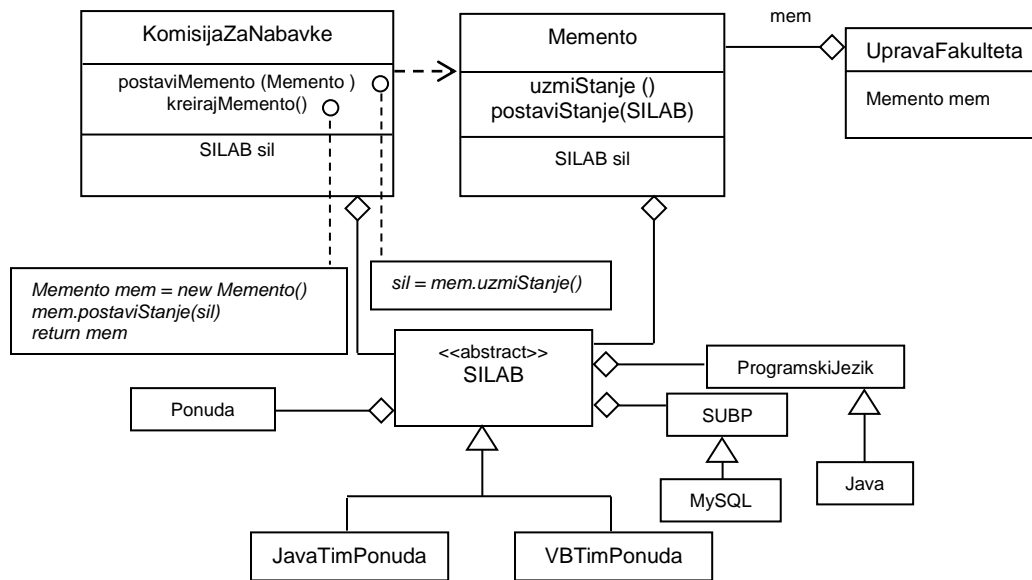 mem
KomisijaZaNabavke
postaviMemento (Memento )
kreirajMemento()
SILAB sil
Memento
uzmiStanje ()
postaviStanje(SILAB)
SILAB sil
UpravaFakulteta
Memento mem
Memento mem = new Memento()
mem.postaviStanje(sil)
return mem
sil = mem.uzmiStanje()
<<abstract>>
SILAB
ProgramskiJezik
Ponuda
SUBP
MySQL
Java
JavaTimPonuda
VBTimPonuda